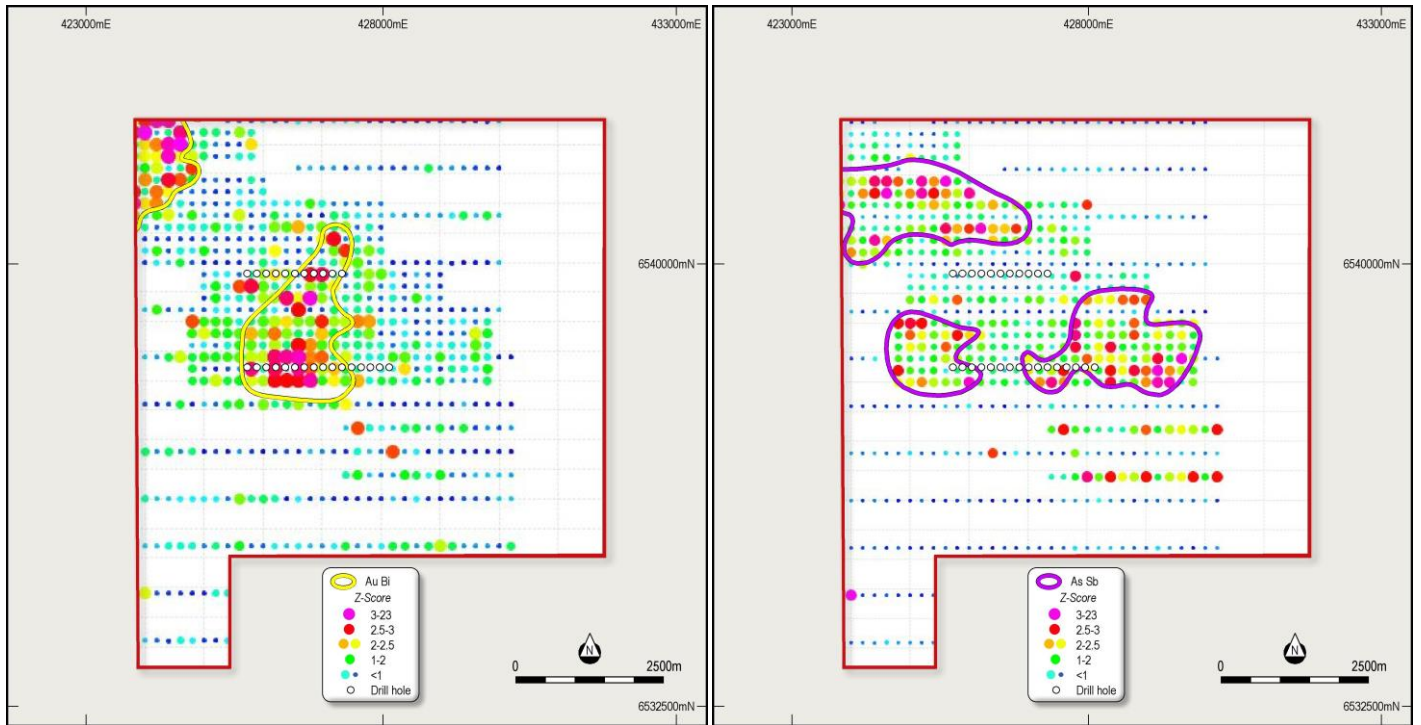 423000mE 428000mE 433000mE
6540000mN
Au Bi
Z-Score
3-23
2.5-3
2-2.5
1-2
<1
Drill hole
N
0 2500m
6532500mN
423000mE 428000mE 433000mE
6540000mN
As Sb
Z-Score
3-23
2.5-3
2-2.5
1-2
<1
Drill hole
N
0 2500m
6532500mN